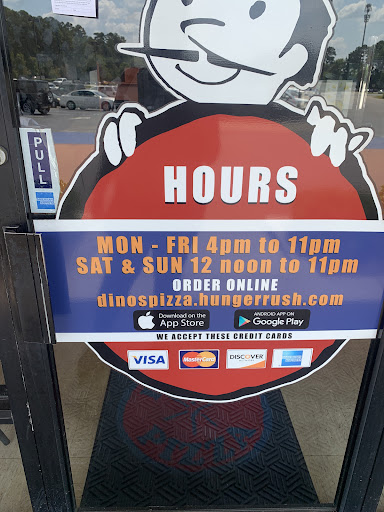 PULL
AMERICAN EXPRESS
HOURS
MON - FRI 4pm to 11pm
SAT & SUN 12 noon to 11pm
ORDER ONLINE
dinospizza.hungerrush.com
Download on the
App Store
ANDROID APP ON
Google Play
WE ACCEPT THESE CREDIT CARDS
VISA
MasterCard
DISCOVER
AMERICAN EXPRESS